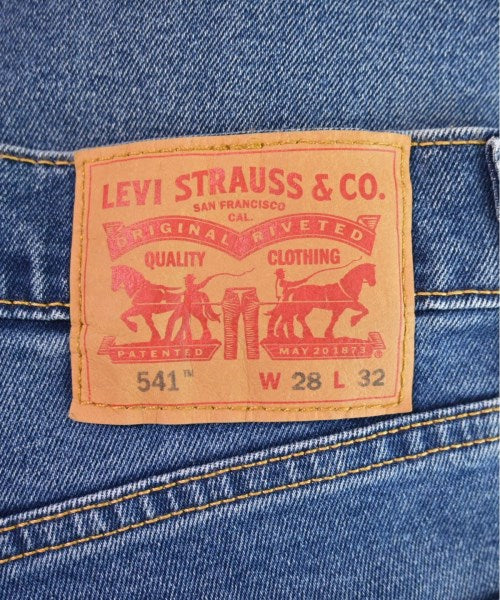 LEVI STRAUSS & CO.
SAN FRANCISCO
CAL.
ORIGINAL RIVETED
QUALITY CLOTHING
PATENTED MAY 20 1873 ®
541™ W 28 L 32